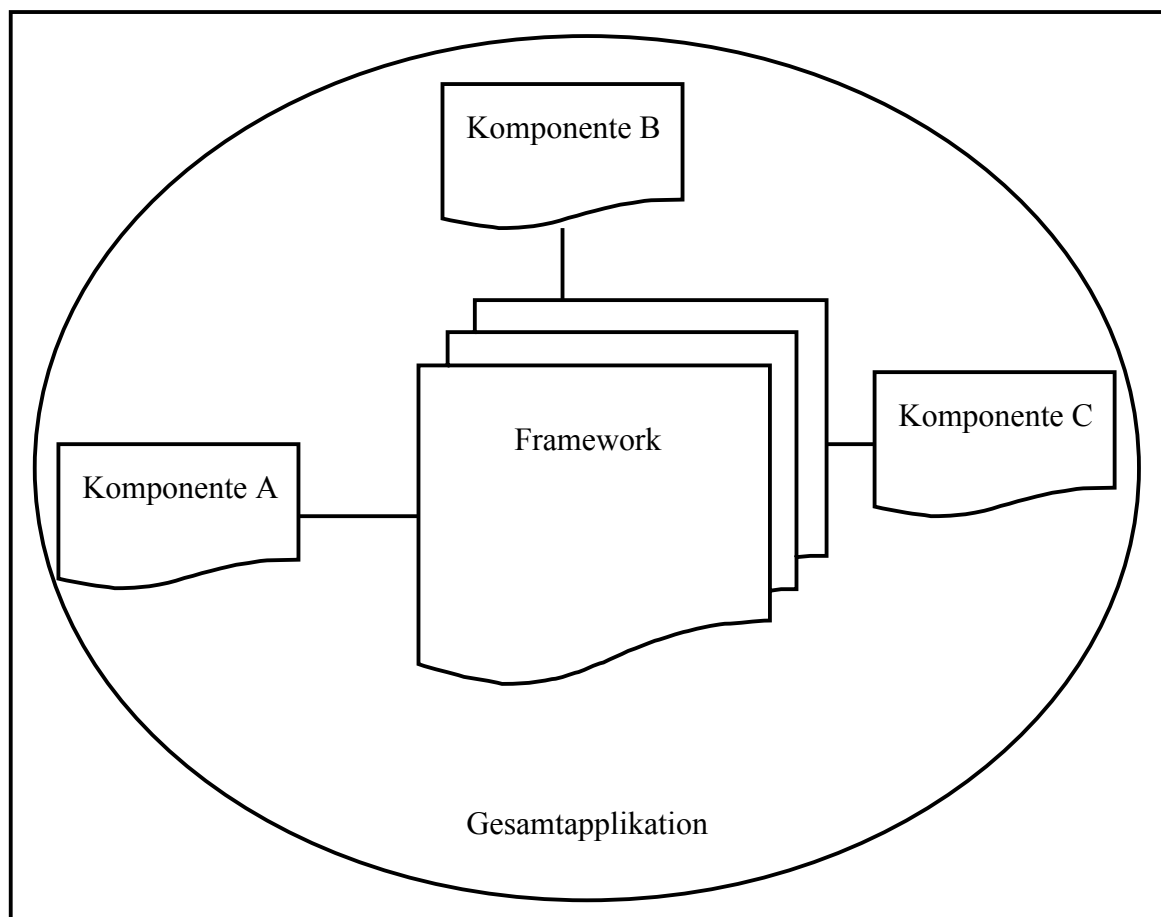 Komponente B
Komponente C
Framework
Komponente A
Gesamtapplikation